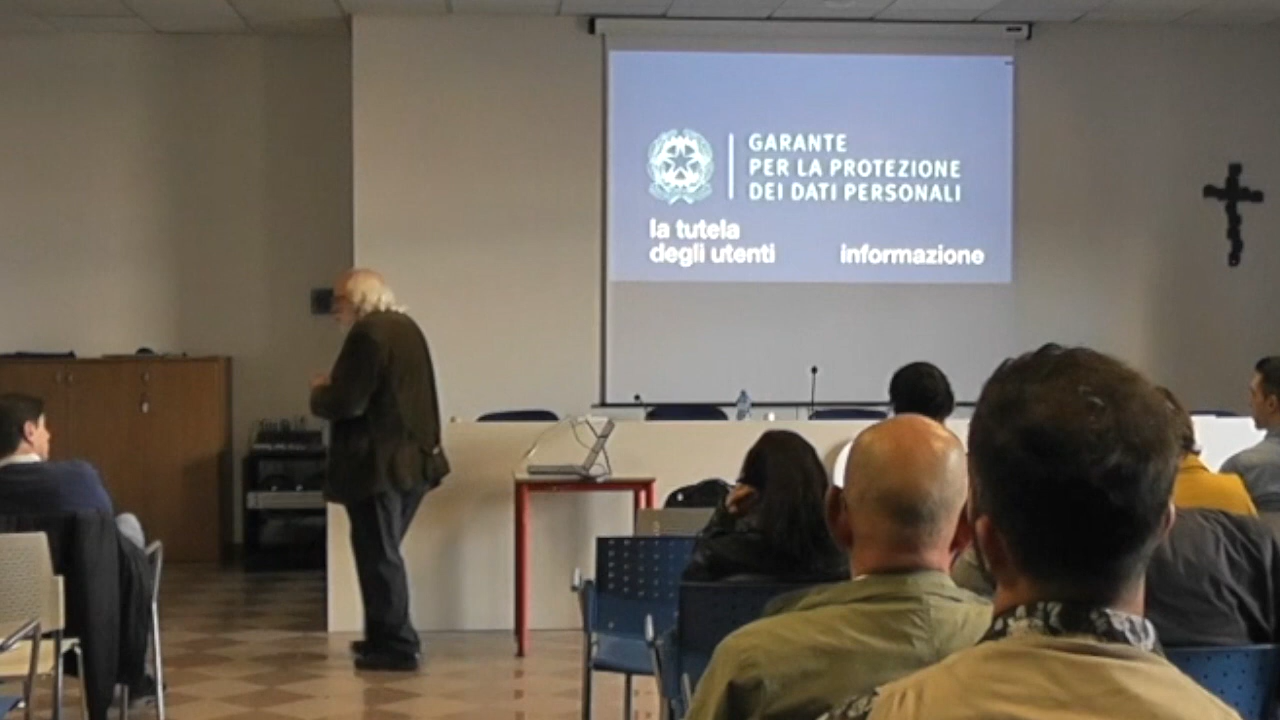 GARANTE
PER LA PROTEZIONE
DEI DATI PERSONALI
la tutela
degli utenti informazione